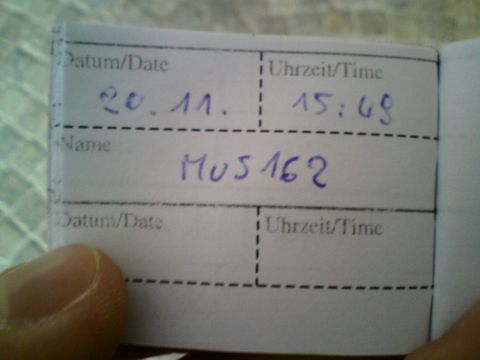 Datum/Date Uhrzeit/Time
20.11. 15:49
Name
MUS162
Datum/Date Uhrzeit/Time